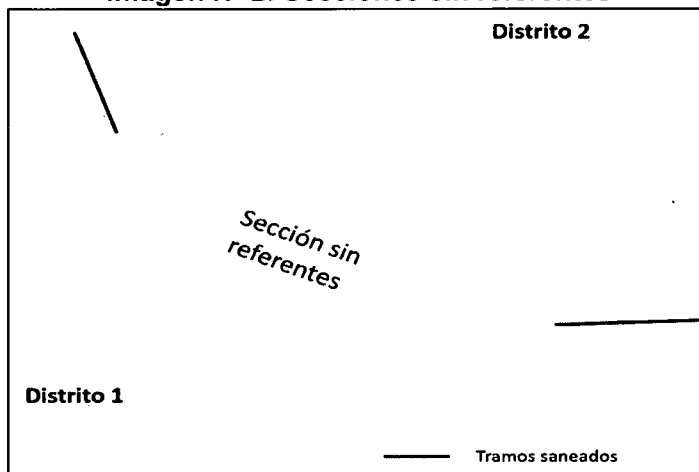 Distrito 2
Sección sin
referentes
Distrito 1
Tramos saneados